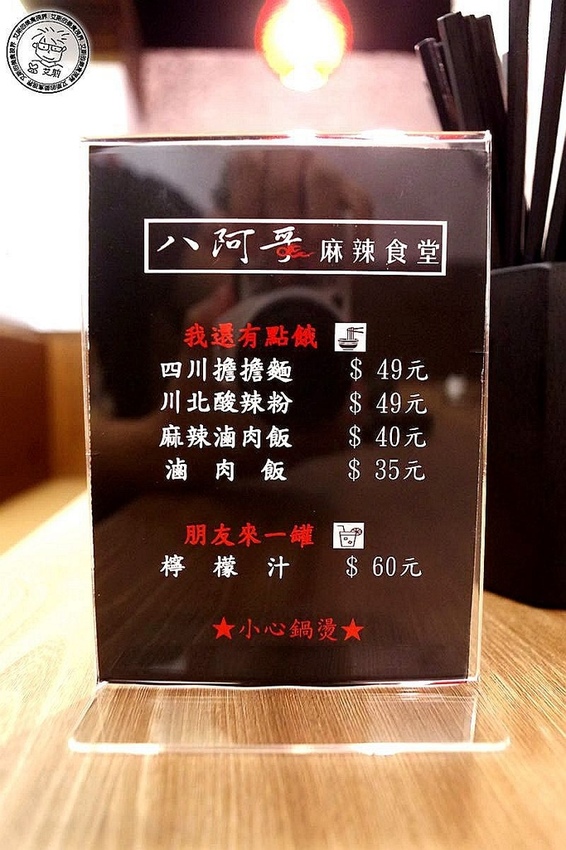 八阿哥 麻辣食堂
我還有點餓
四川擔擔麵 $ 49元
川北酸辣粉 $ 49元
麻辣滷肉飯 $ 40元
滷肉飯 $ 35元
朋友來一罐
檸檬汁 $ 60元
★小心鍋燙★